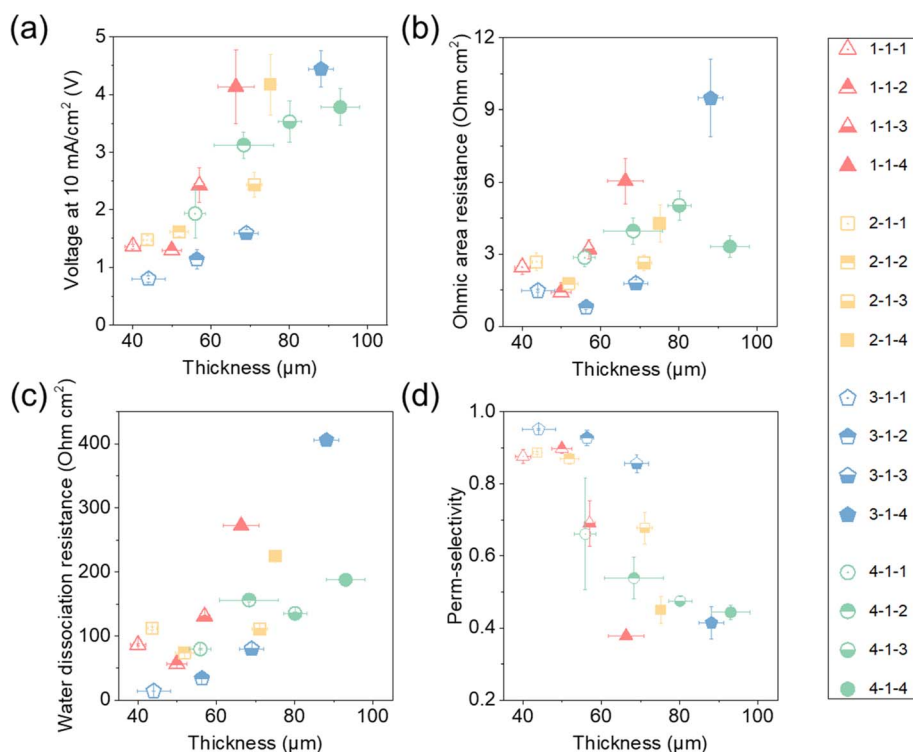 (a)
5
4
3
2
1
0
Voltage at 10 mA/cm² (V)
40 60 80 100
Thickness (µm)
(b)
12
9
6
3
0
Ohmic area resistance (Ohm cm²)
40 60 80 100
Thickness (µm)
(c)
400
300
200
100
0
Water dissociation resistance (Ohm cm²)
40 60 80 100
Thickness (µm)
(d)
1.0
0.8
0.6
0.4
0.2
Perm-selectivity
40 60 80 100
Thickness (µm)
1-1-1
1-1-2
1-1-3
1-1-4
2-1-1
2-1-2
2-1-3
2-1-4
3-1-1
3-1-2
3-1-3
3-1-4
4-1-1
4-1-2
4-1-3
4-1-4